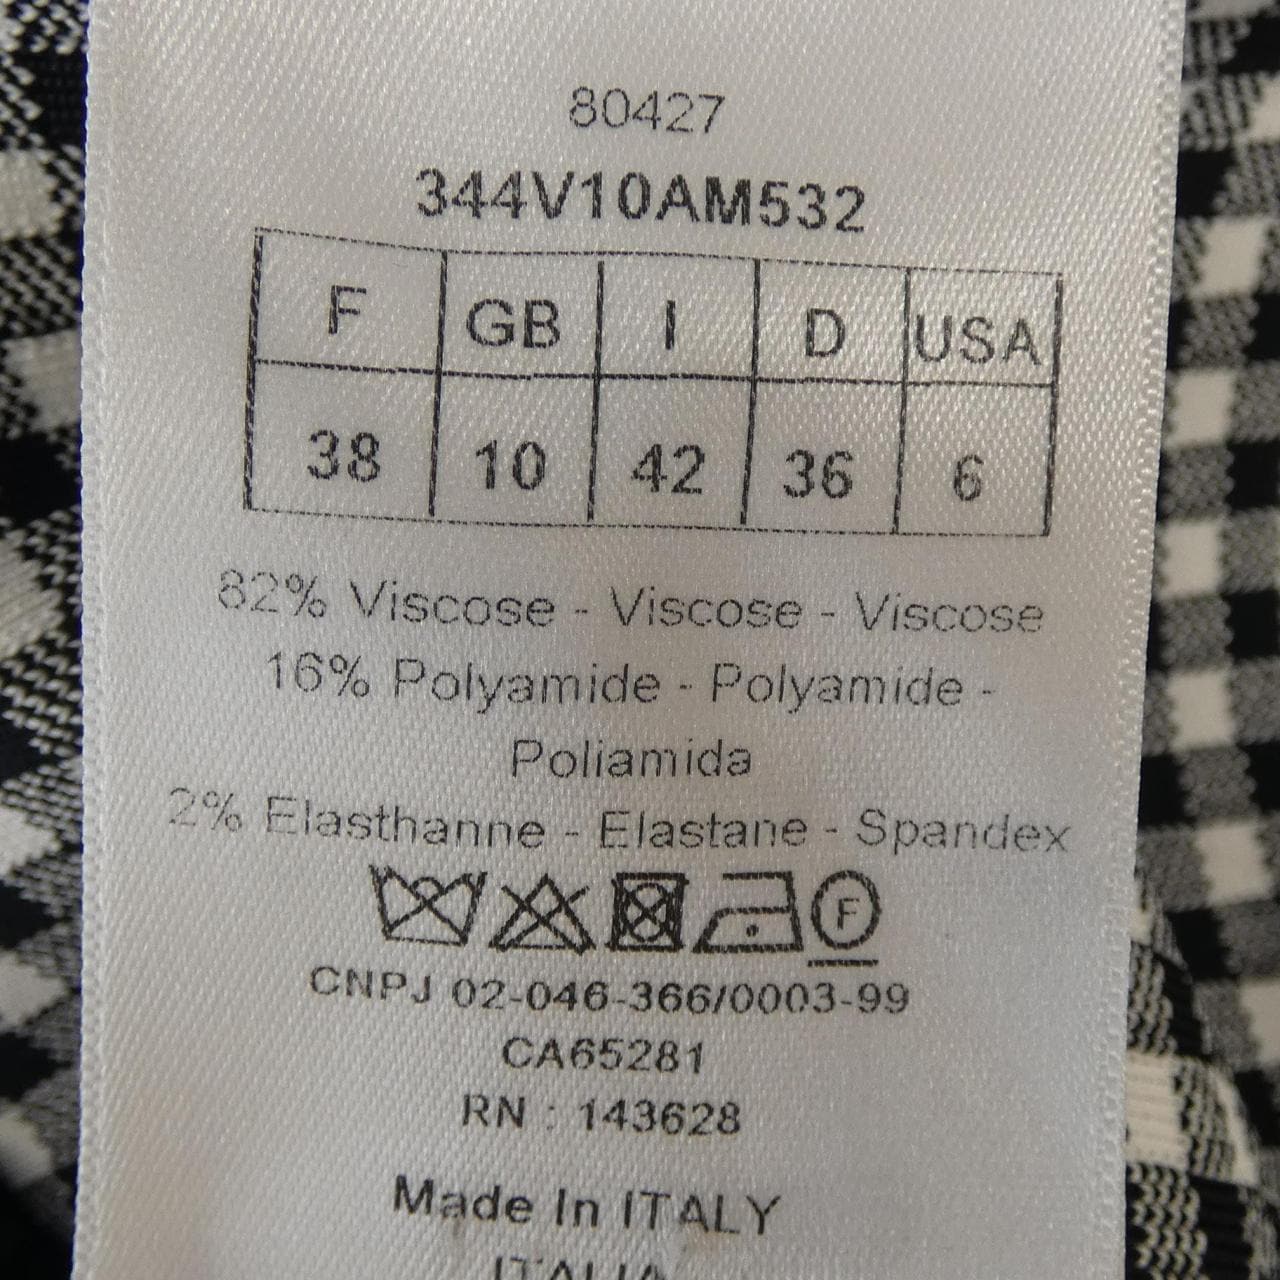 80427
344V10AM532
F GB I D USA
38 10 42 36 6
82% Viscose - Viscose - Viscose
16% Polyamide - Polyamide -
Poliamida
2% Elasthanne - Elastane - Spandex
F
CNPJ 02-046-366/0003-99
CA65281
RN : 143628
Made In ITALY
ITALIA